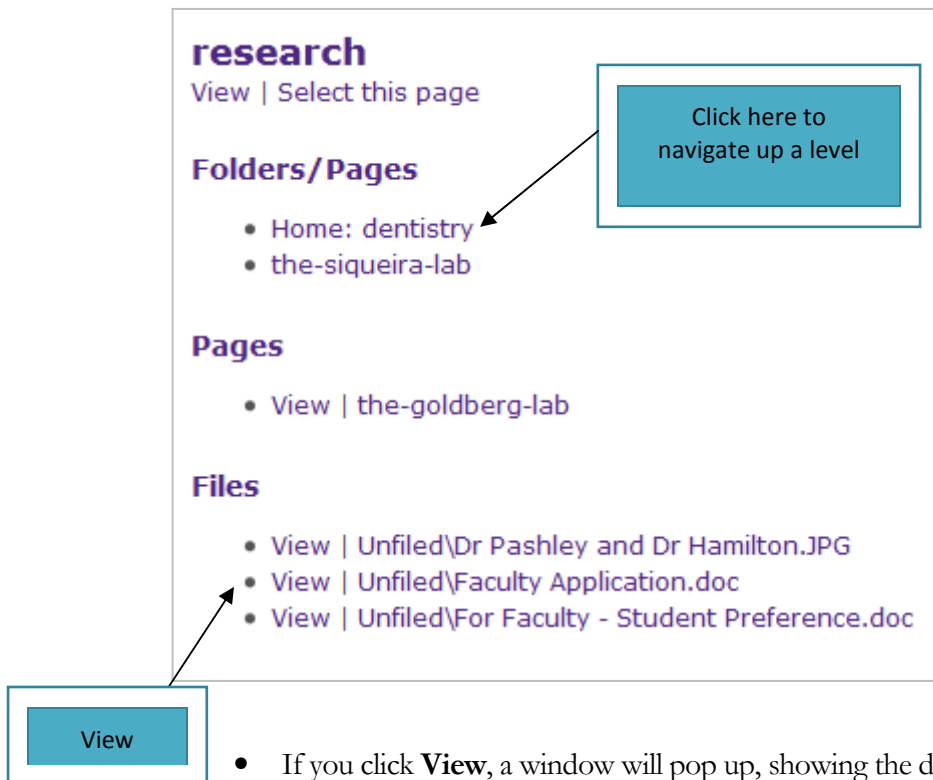 research
View | Select this page
Click here to
navigate up a level
Folders/Pages
• Home: dentistry
• the-siqueira-lab
Pages
• View | the-goldberg-lab
Files
• View | Unfiled\Dr Pashley and Dr Hamilton.JPG
• View | Unfiled\Faculty Application.doc
• View | Unfiled\For Faculty - Student Preference.doc
View
• If you click View, a window will pop up, showing the